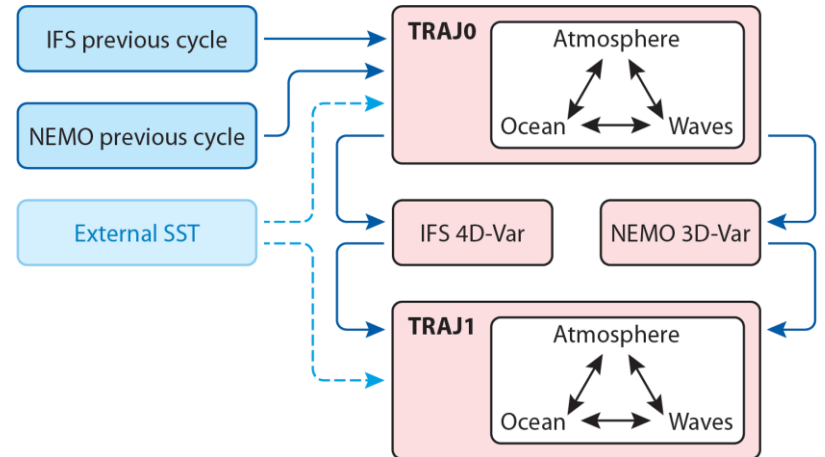 IFS previous cycle
NEMO previous cycle
External SST
TRAJ0
Atmosphere
Ocean
Waves
IFS 4D-Var
NEMO 3D-Var
TRAJ1
Atmosphere
Ocean
Waves